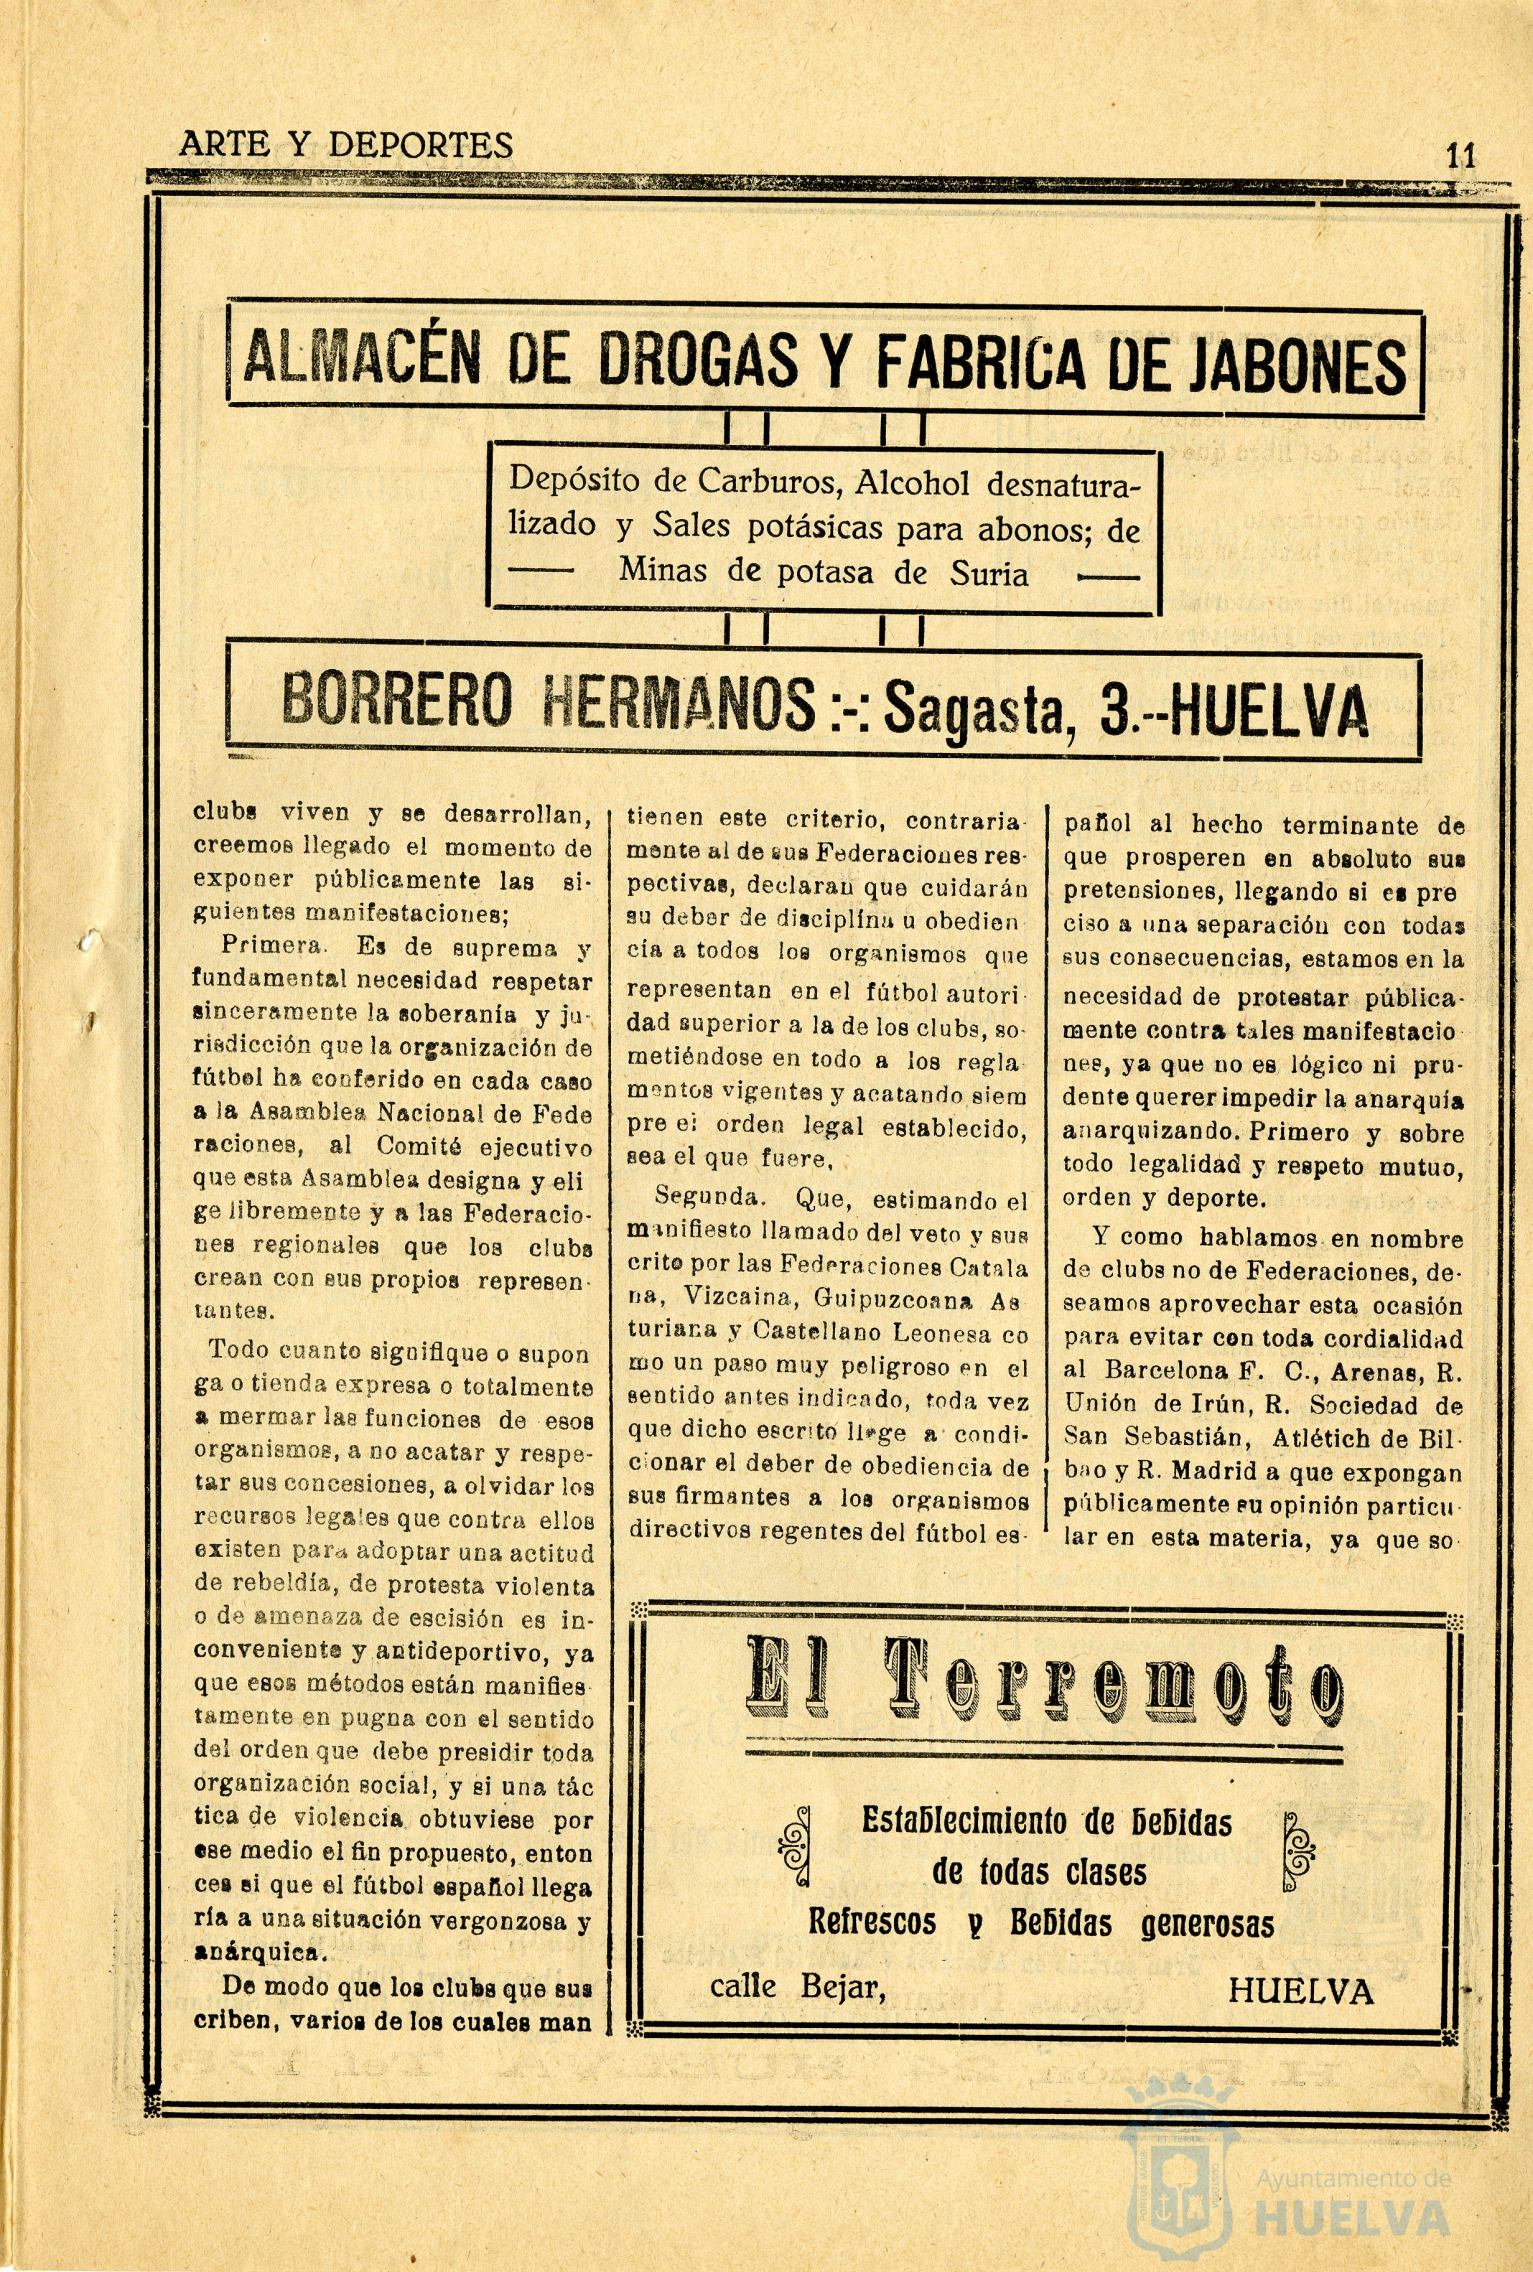 ARTE Y DEPORTES
11
ALMACÉN DE DROGAS Y FABRICA DE JABONES
Depósito de Carburos, Alcohol desnatura-
lizado y Sales potásicas para abonos; de
Minas de potasa de Suria
BORRERO HERMANOS :-: Sagasta, 3.--HUELVA
clubs viven y se desarrollan,
creemos llegado el momento de
exponer públicamente las si-
guientes manifestaciones;
Primera. Es de suprema y
fundamental necesidad respetar
sinceramente la soberanía y ju-
risdicción que la organización de
fútbol ha conferido en cada caso
a la Asamblea Nacional de Fede
raciones, al Comité ejecutivo
que esta Asamblea designa y eli
ge libremente y a las Federacio-
nes regionales que los clubs
crean con sus propios represen-
tantes.
Todo cuanto signifique o supon
ga o tienda expresa o totalmente
a mermar las funciones de esos
organismos, a no acatar y respe-
tar sus concesiones, a olvidar los
recursos legales que contra ellos
existen para adoptar una actitud
de rebeldía, de protesta violenta
o de amenaza de escisión es in-
conveniente y antideportivo, ya
que esos métodos están manifies-
tamente en pugna con el sentido
del orden que debe presidir toda
organización social, y si una tác
tica de violencia obtuviese por
ese medio el fin propuesto, enton
ces si que el fútbol español llega
ría a una situación vergonzosa y
anárquica.
De modo que los clubs que sus
criben, varios de los cuales man
tienen este criterio, contraria-
mente al de sus Federaciones res-
pectivas, declaran que cuidarán
su deber de disciplina u obedien
cia a todos los organismos que
representan en el fútbol autori-
dad superior a la de los clubs, so-
metiéndose en todo a los regla-
mentos vigentes y acatando siem
pre el orden legal establecido,
sea el que fuere.
Segunda. Que, estimando el
manifiesto llamado del veto y sus
crito por las Federaciones Catala
na, Vizcaina, Guipuzcoana As
turiana y Castellano Leonesa co
mo un paso muy peligroso en el
sentido antes indicado, toda vez
que dicho escrito llege a condi-
cionar el deber de obediencia de
sus firmantes a los organismos
directivos regentes del fútbol es-
pañol al hecho terminante de
que prosperen en absoluto sus
pretensiones, llegando si es pre
ciso a una separación con todas
sus consecuencias, estamos en la
necesidad de protestar pública-
mente contra tales manifestacio
nes, ya que no es lógico ni pru-
dente querer impedir la anarquía
anarquizando. Primero y sobre
todo legalidad y respeto mutuo,
orden y deporte.
Y como hablamos en nombre
de clubs no de Federaciones, de-
seamos aprovechar esta ocasión
para evitar con toda cordialidad
al Barcelona F. C., Arenas, R.
Unión de Irún, R. Sociedad de
San Sebastián, Atlétich de Bil-
bao y R. Madrid a que expongan
públicamente su opinión particu-
lar en esta materia, ya que so-
El Terremoto
Establecimiento de bebidas
de todas clases
Refrescos y Bebidas generosas
calle Bejar, HUELVA
Ayuntamiento de
HUELVA